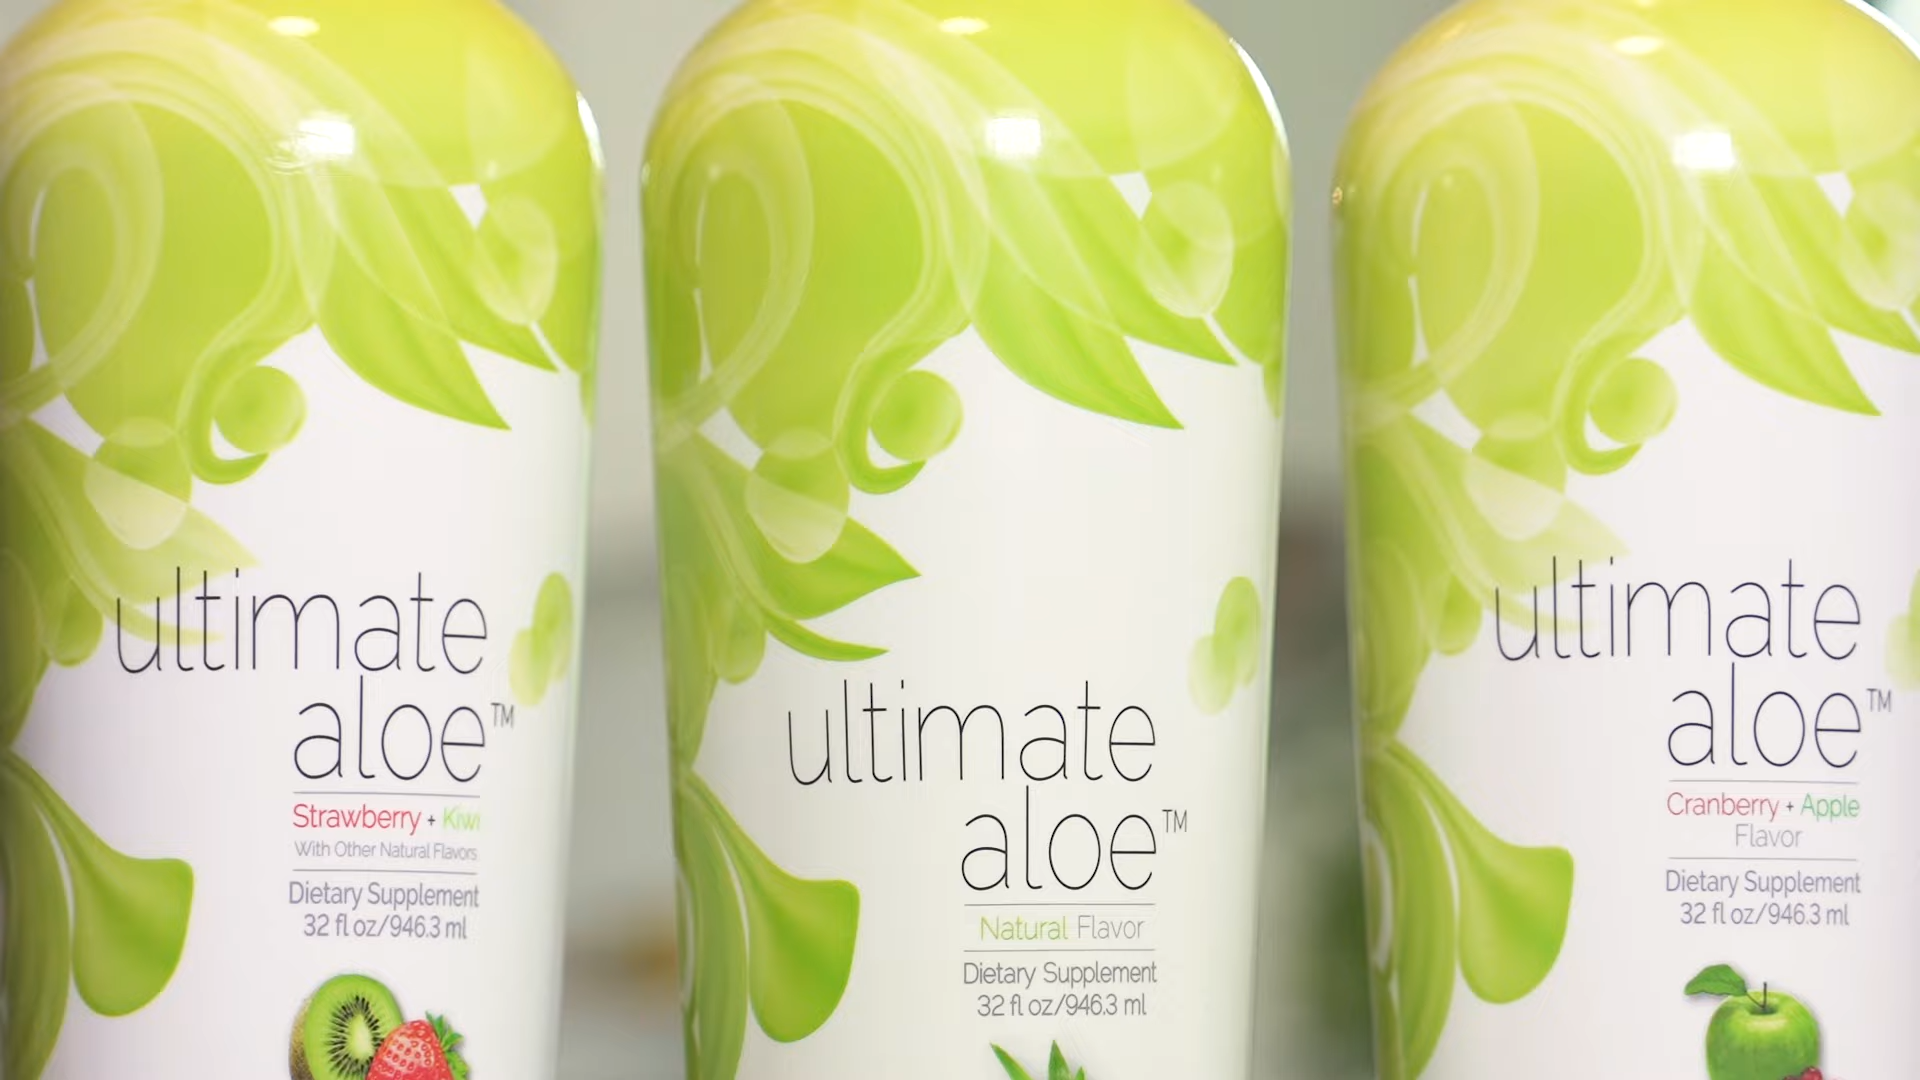 ultimate
aloe™
Strawberry + Kiwi
With Other Natural Flavors
Dietary Supplement
32 fl oz/946.3 ml
ultimate
aloe™
Natural Flavor
Dietary Supplement
32 fl oz/946.3 ml
ultimate
aloe™
Cranberry + Apple
Flavor
Dietary Supplement
32 fl oz/946.3 ml